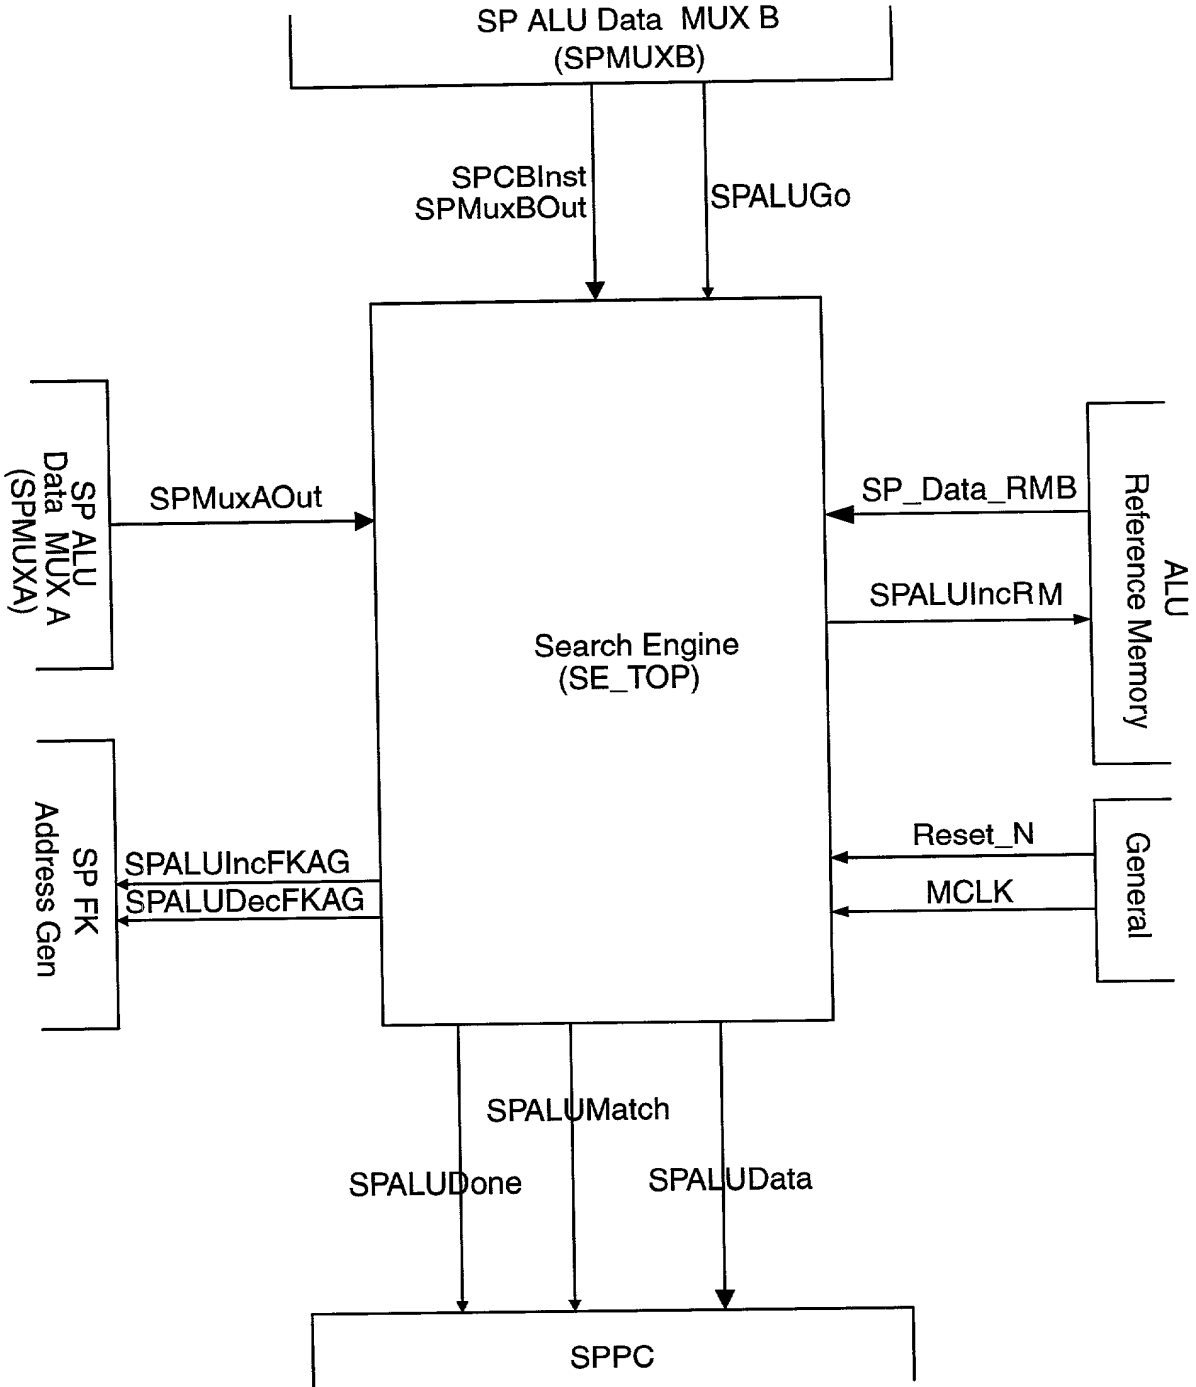 SP ALU Data MUX B
(SPMUXB)
SPCBInst
SPMuxBOut
SPALUGo
SP ALU
Data MUX A
(SPMUXA)
SPMuxAOut
SP_Data_RMB
SPALUIncRM
ALU
Reference Memory
Search Engine
(SE_TOP)
SP FK
Address Gen
SPALUIncFKAG
SPALUDecFKAG
Reset_N
MCLK
General
SPALUMatch
SPALUDone
SPALUData
SPPC